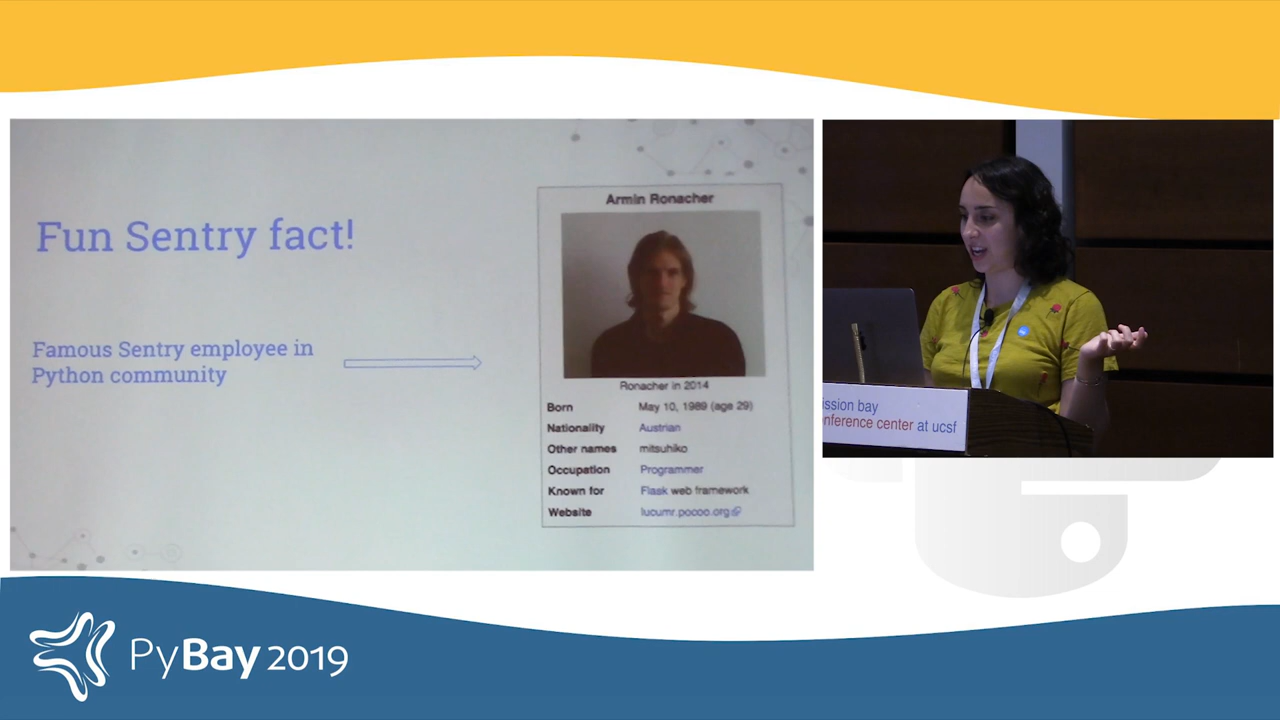 Fun Sentry fact!
Famous Sentry employee in
Python community
Armin Ronacher
Ronacher in 2014
Born May 10, 1989 (age 29)
Nationality Austrian
Other names mitsuhiko
Occupation Programmer
Known for Flask web framework
Website lucumr.pocoo.org
ission bay
nference center at ucsf
PyBay 2019